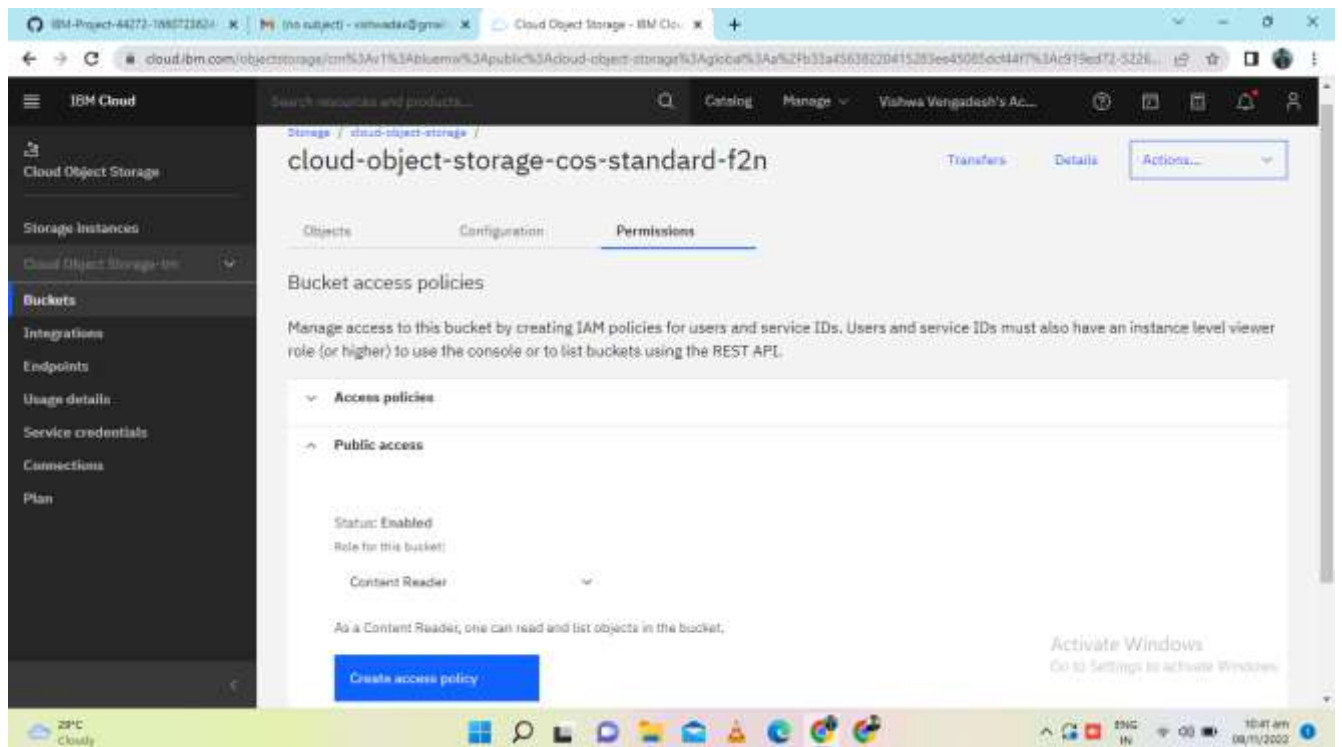 (no subject) -
Cloud Object Storage - IBM Clou
IBM Cloud
Search resources and products...
Catalog
Manage
Vishwa Vengadesh's Ac...
Cloud Object Storage
Storage Instances
Buckets
Integrations
Endpoints
Usage details
Service credentials
Connections
Plan
Storage / cloud-object-storage /
cloud-object-storage-cos-standard-f2n
Transfers
Details
Actions...
Objects
Configuration
Permissions
Bucket access policies
Manage access to this bucket by creating IAM policies for users and service IDs. Users and service IDs must also have an instance level viewer
role (or higher) to use the console or to list buckets using the REST API.
Access policies
Public access
Status: Enabled
Role for this bucket:
Content Reader
As a Content Reader, one can read and list objects in the bucket.
Create access policy
Activate Windows
Go to Settings to activate Windows.
Cloudy
ENG
IN
10:41 am
08/11/2022